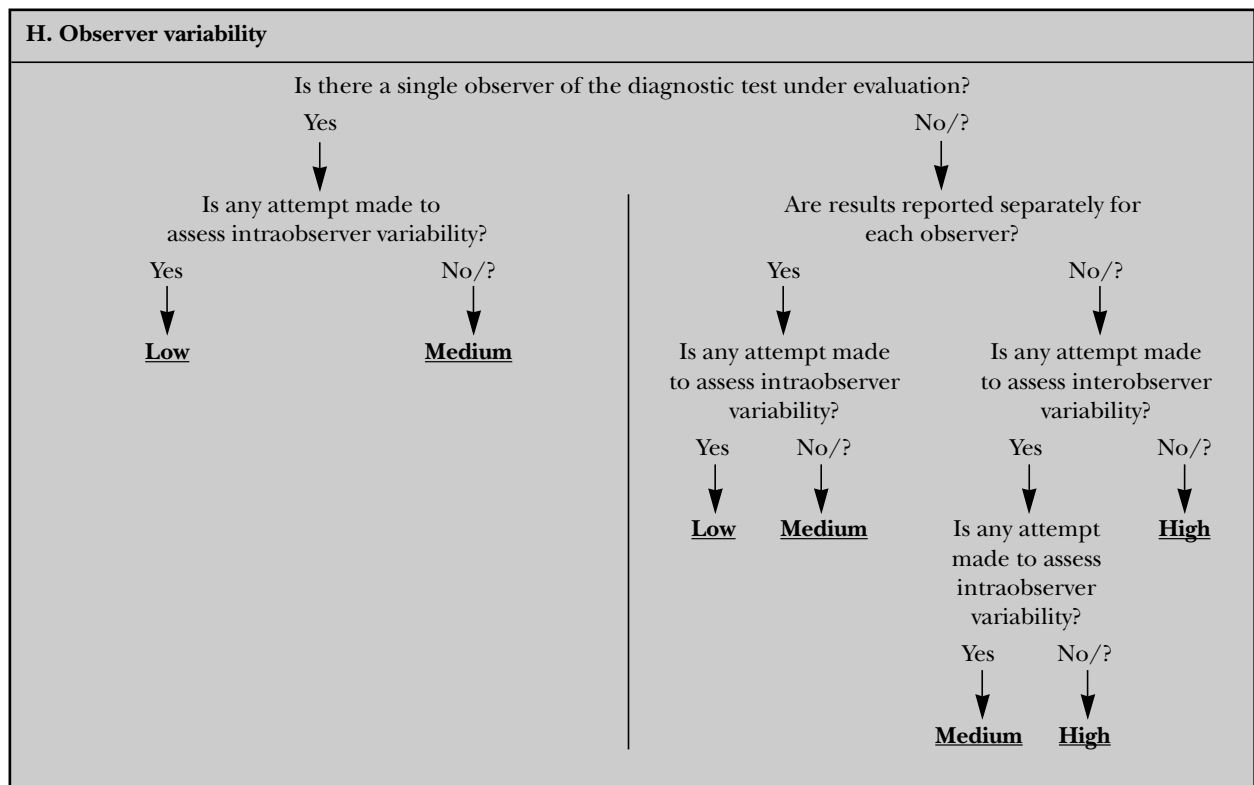 H. Observer variability
Is there a single observer of the diagnostic test under evaluation?
Yes
No/?
Is any attempt made to
assess intraobserver variability?
Yes
No/?
Low
Medium
Are results reported separately for
each observer?
Yes
No/?
Is any attempt made
to assess intraobserver
variability?
Yes
No/?
Low
Medium
Is any attempt made
to assess interobserver
variability?
Yes
No/?
High
Is any attempt
made to assess
intraobserver
variability?
Yes
No/?
Medium
High